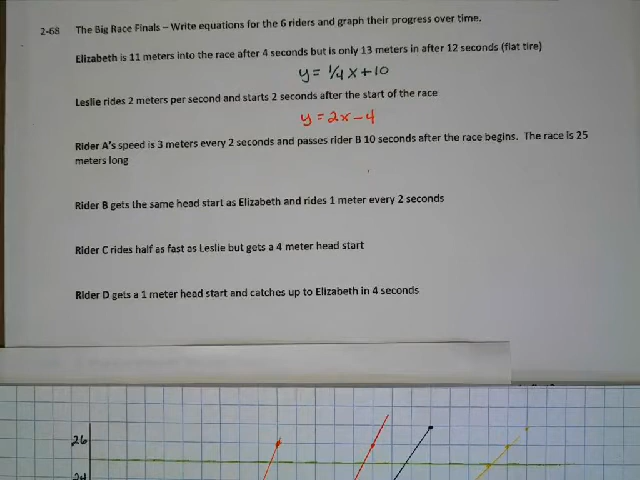 2-68 The Big Race Finals – Write equations for the 6 riders and graph their progress over time.
Elizabeth is 11 meters into the race after 4 seconds but is only 13 meters in after 12 seconds (flat tire)
y = 1/4 x + 10
Leslie rides 2 meters per second and starts 2 seconds after the start of the race
y = 2x - 4
Rider A's speed is 3 meters every 2 seconds and passes rider B 10 seconds after the race begins. The race is 25
meters long
Rider B gets the same head start as Elizabeth and rides 1 meter every 2 seconds
Rider C rides half as fast as Leslie but gets a 4 meter head start
Rider D gets a 1 meter head start and catches up to Elizabeth in 4 seconds
26
24